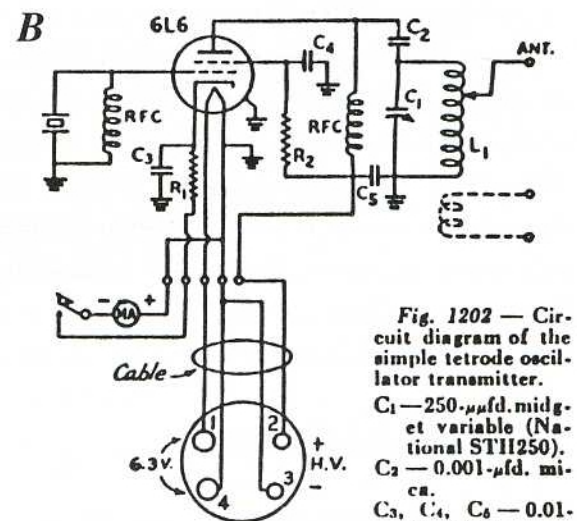 B
6L6
C4
C2
ANT.
RFC
RFC
C1
L1
C3
R1
R2
C5
- MA +
Cable
1 2
6.3 v.
+
H.V.
-
4 3
Fig. 1202 — Cir-
cuit diagram of the
simple tetrode oscil-
lator transmitter.
C1—250-μμfd. midg-
et variable (Na-
tional STH250).
C2 — 0.001-μfd. mi-
ca.
C3, C4, C5 — 0.01-